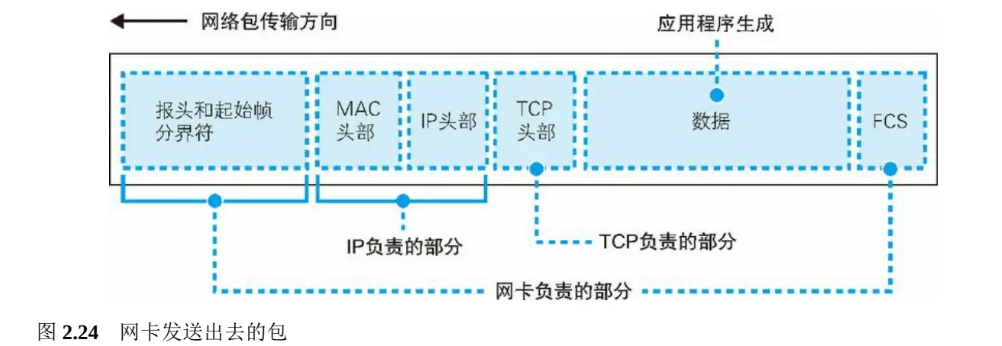 网络包传输方向
应用程序生成
报头和起始帧
分界符
MAC
头部
IP头部
TCP
头部
数据
FCS
IP负责的部分
TCP负责的部分
网卡负责的部分
图 2.24 网卡发送出去的包